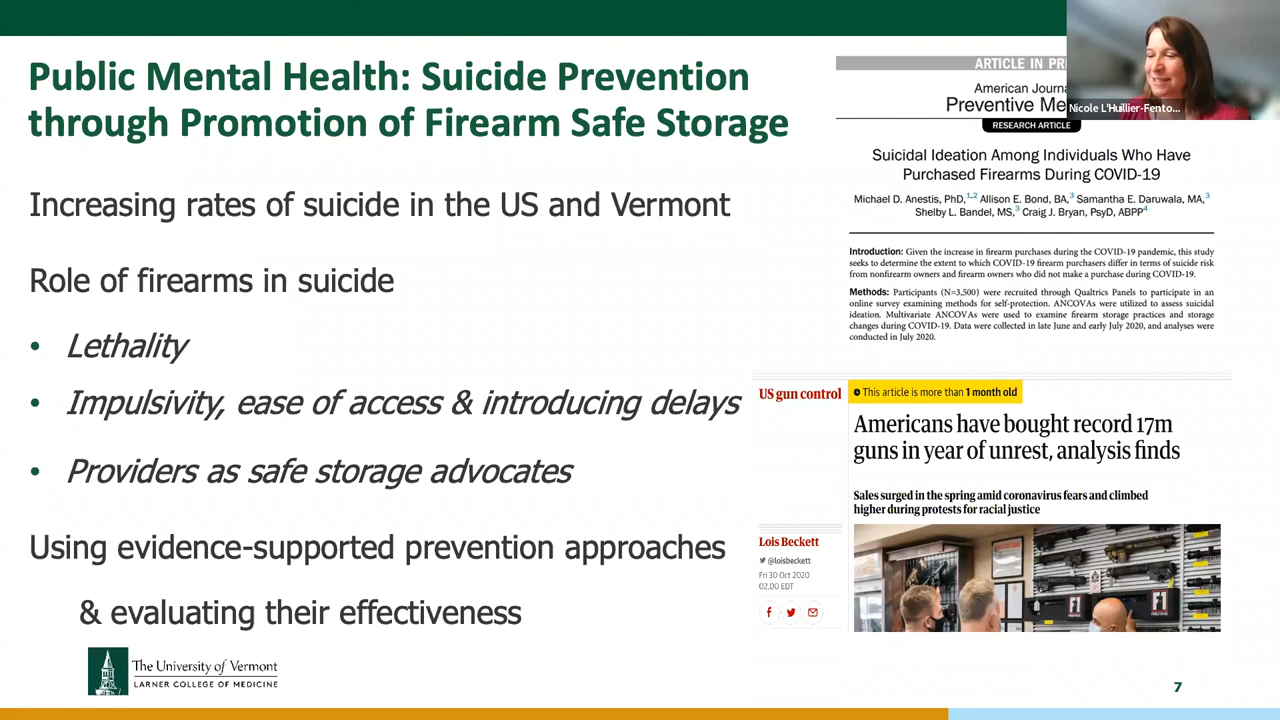 Public Mental Health: Suicide Prevention
through Promotion of Firearm Safe Storage
Increasing rates of suicide in the US and Vermont
Role of firearms in suicide
• Lethality
• Impulsivity, ease of access & introducing delays
• Providers as safe storage advocates
Using evidence-supported prevention approaches
& evaluating their effectiveness
The University of Vermont
LARNER COLLEGE OF MEDICINE
ARTICLE IN PRE
American Journa
Preventive Me
Nicole L'Huillier-Fento...
RESEARCH ARTICLE
Suicidal Ideation Among Individuals Who Have
Purchased Firearms During COVID-19
Michael D. Anestis, PhD,1,2 Allison E. Bond, BA,3 Samantha E. Daruwala, MA,3
Shelby L. Bandel, MS,3 Craig J. Bryan, PsyD, ABPP4
Introduction: Given the increase in firearm purchases during the COVID-19 pandemic, this study
seeks to determine the extent to which COVID-19 firearm purchasers differ in terms of suicide risk
from nonfirearm owners and firearm owners who did not make a purchase during COVID-19.
Methods: Participants (N=3,500) were recruited through Qualtrics Panels to participate in an
online survey examining methods for self-protection. ANCOVAs were utilized to assess suicidal
ideation. Multivariate ANCOVAs were used to examine firearm storage practices and storage
changes during COVID-19. Data were collected in late June and early July 2020, and analyses were
conducted in July 2020.
US gun control
This article is more than 1 month old
Americans have bought record 17m
guns in year of unrest, analysis finds
Sales surged in the spring amid coronavirus fears and climbed
higher during protests for racial justice
Lois Beckett
@loisbeckett
Fri 30 Oct 2020
02.00 EDT
F1
F1
7